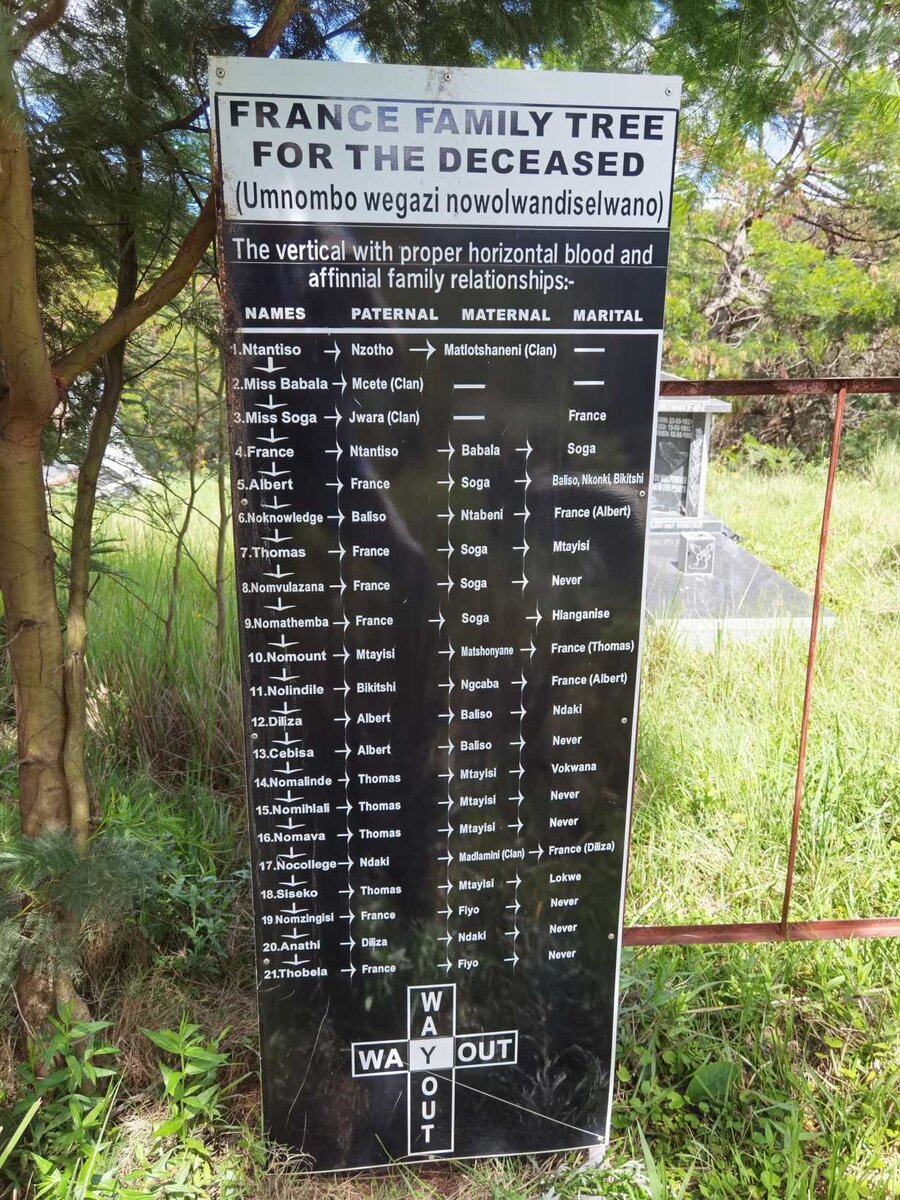 FRANCE FAMILY TREE
FOR THE DECEASED
(Umnombo wegazi nowolwandiselwano)
The vertical with proper horizontal blood and
affinnial family relationships:-
NAMES PATERNAL MATERNAL MARITAL
1.Ntantiso → Nzotho → Matlotshaneni (Clan) —
2.Miss Babala → Mcete (Clan) — —
3.Miss Soga → Jwara (Clan) — France
4.France → Ntantiso → Babala → Soga
5.Albert → France → Soga → Baliso, Nkonki, Bikitshi
6.Noknowledge → Baliso → Ntabeni → France (Albert)
7.Thomas → France → Soga → Mtayisi
8.Nomvulazana → France → Soga → Never
9.Nomathemba → France → Soga → Hlanganise
10.Nomount → Mtayisi → Matshonyane → France (Thomas)
11.Nolindile → Bikitshi → Ngcaba → France (Albert)
12.Diliza → Albert → Baliso → Ndaki
13.Cebisa → Albert → Baliso → Never
14.Nomalinde → Thomas → Mtayisi → Vokwana
15.Nomihlali → Thomas → Mtayisi → Never
16.Nomava → Thomas → Mtayisi → Never
17.Nocollege → Ndaki → Madlamini (Clan) → France (Diliza)
18.Siseko → Thomas → Mtayisi → Lokwe
19 Nomzingisi → France → Fiyo → Never
20.Anathi → Diliza → Ndaki → Never
21.Thobela → France → Fiyo → Never
WAY OUT
WAY OUT